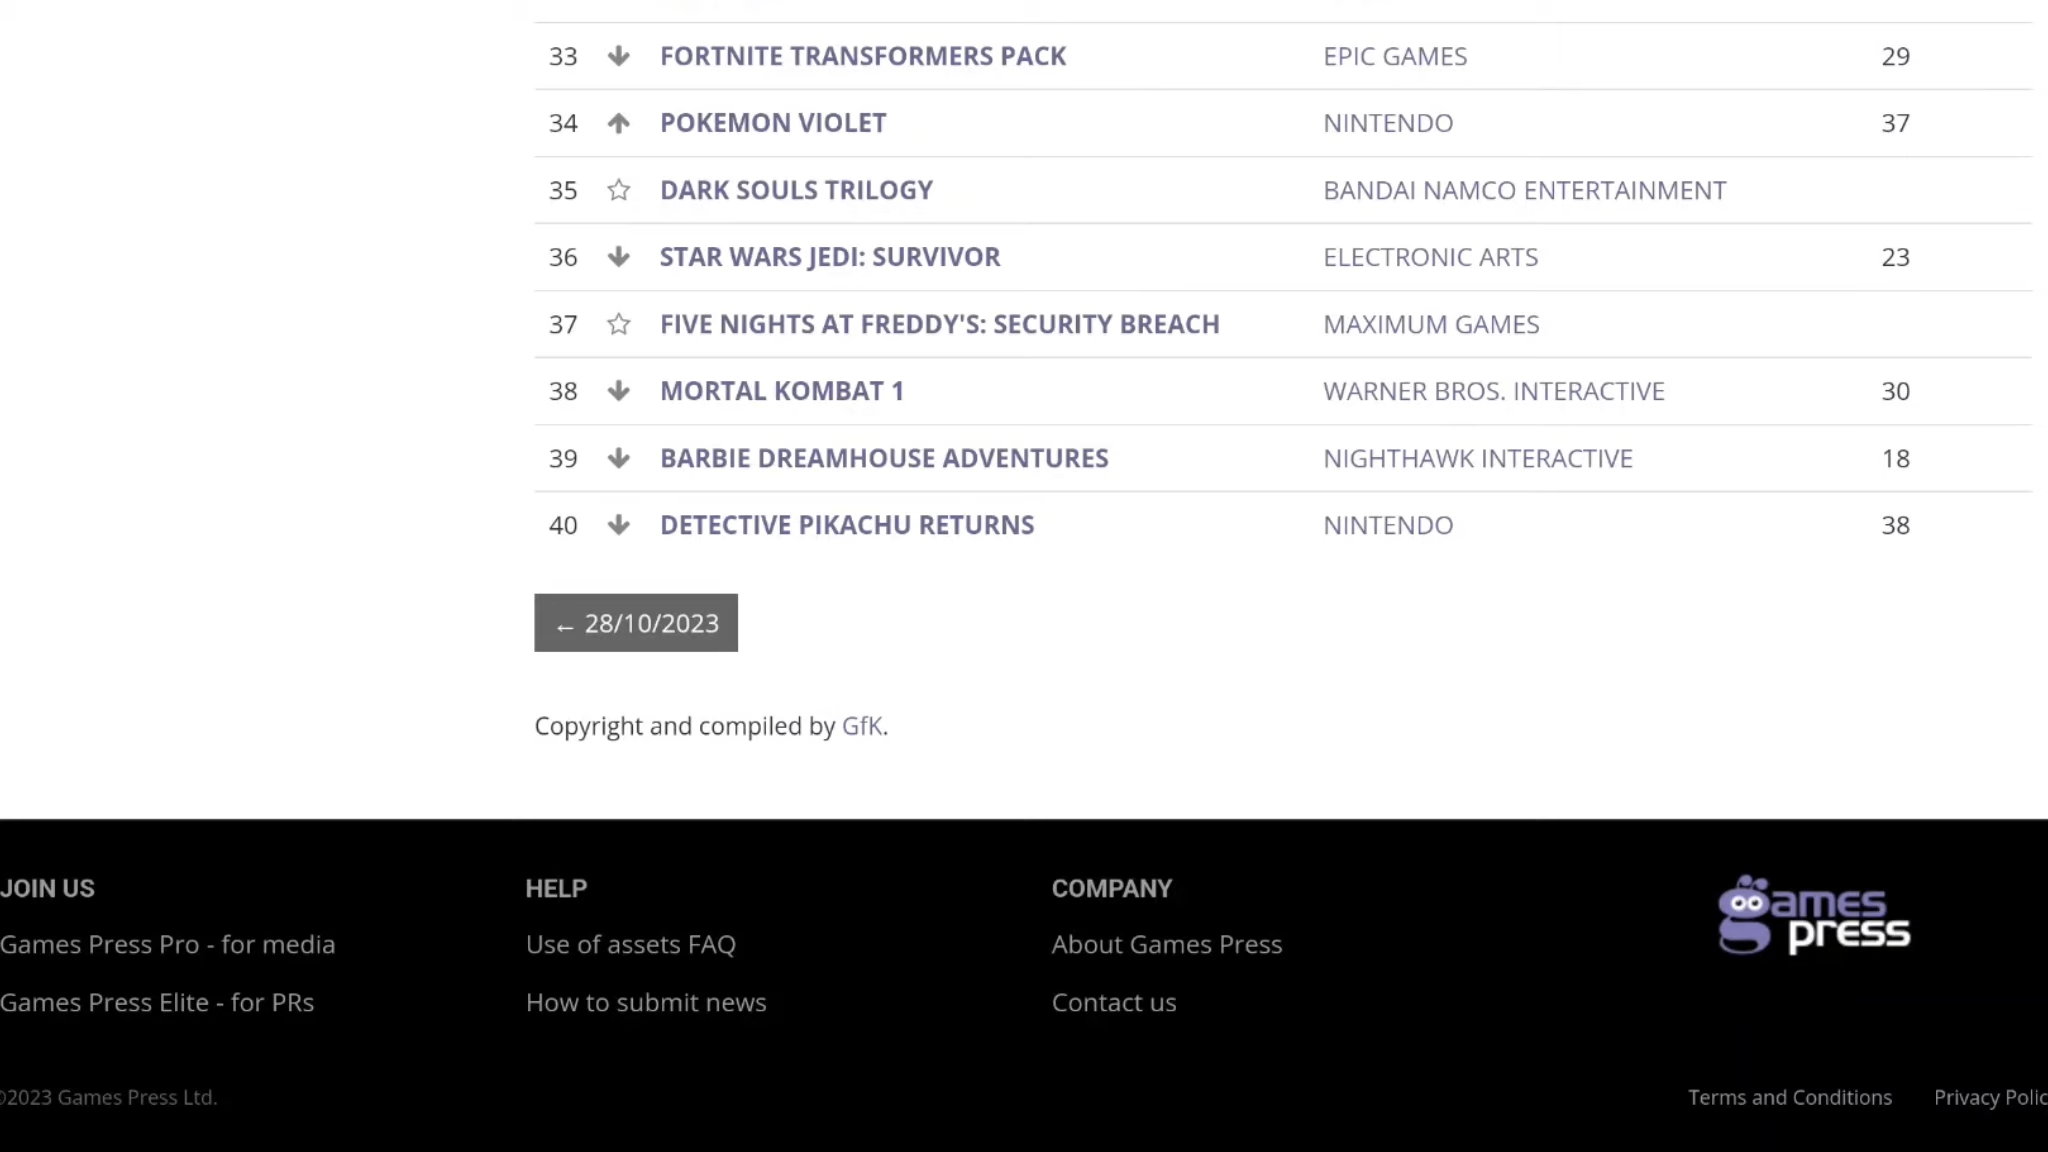 33 FORTNITE TRANSFORMERS PACK EPIC GAMES 29
34 POKEMON VIOLET NINTENDO 37
35 DARK SOULS TRILOGY BANDAI NAMCO ENTERTAINMENT
36 STAR WARS JEDI: SURVIVOR ELECTRONIC ARTS 23
37 FIVE NIGHTS AT FREDDY'S: SECURITY BREACH MAXIMUM GAMES
38 MORTAL KOMBAT 1 WARNER BROS. INTERACTIVE 30
39 BARBIE DREAMHOUSE ADVENTURES NIGHTHAWK INTERACTIVE 18
40 DETECTIVE PIKACHU RETURNS NINTENDO 38
← 28/10/2023
Copyright and compiled by GfK.
JOIN US HELP COMPANY
games press
Games Press Pro - for media Use of assets FAQ About Games Press
Games Press Elite - for PRs How to submit news Contact us
©2023 Games Press Ltd. Terms and Conditions Privacy Polic